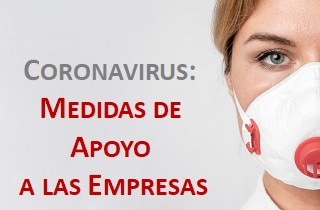 CORONAVIRUS:
MEDIDAS DE
APOYO
A LAS EMPRESAS